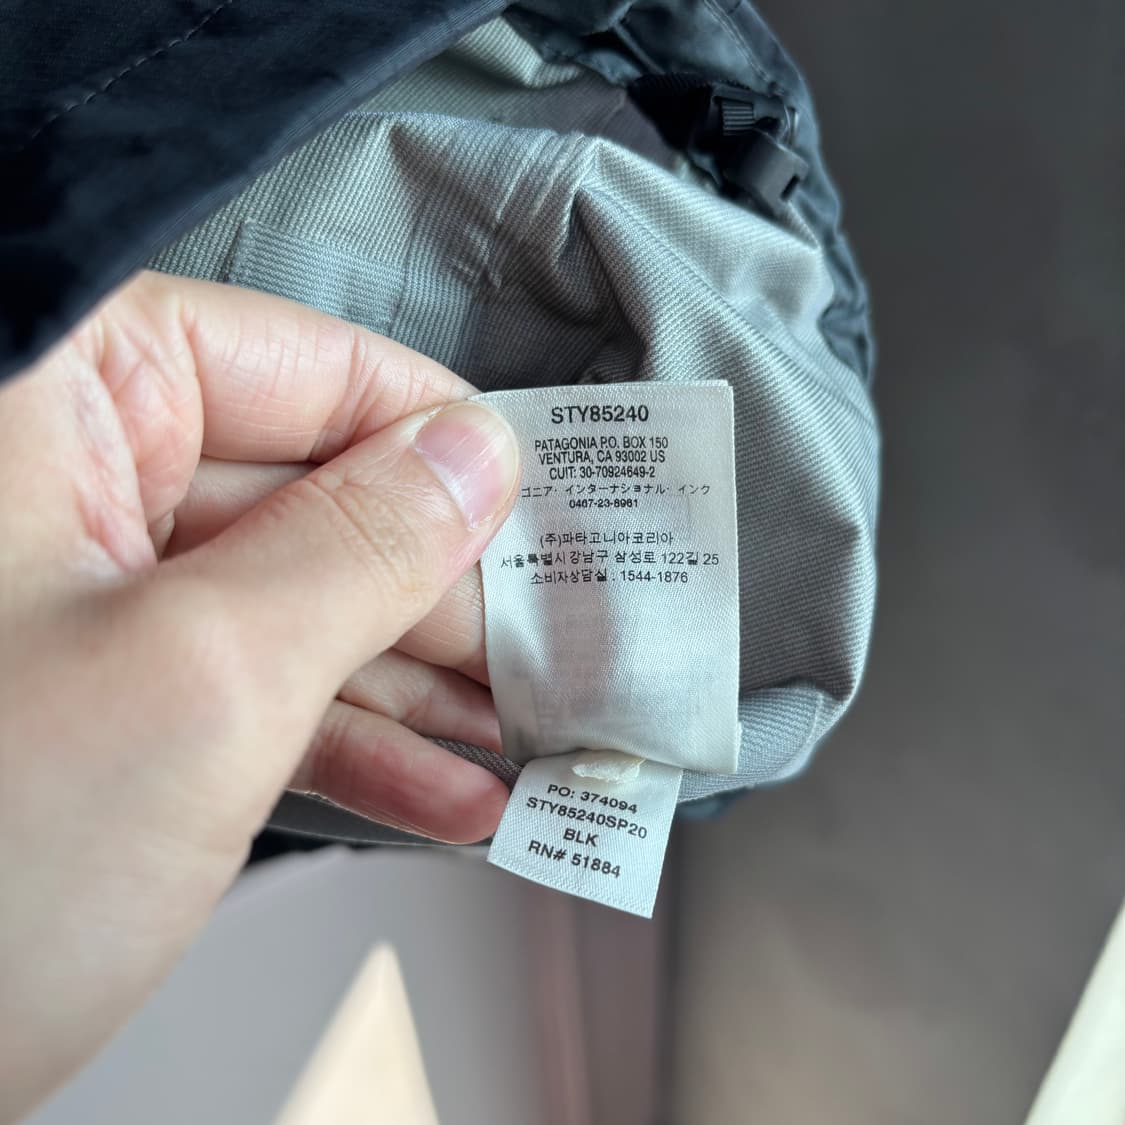 STY85240
PATAGONIA P.O. BOX 150
VENTURA, CA 93002 US
CUIT: 30-70924649-2
ゴニア・インターナショナル・インク
0467-23-8961
(주)파타고니아코리아
서울특별시 강남구 삼성로 122길 25
소비자상담실 : 1544-1876
PO: 374094
STY85240SP20
BLK
RN# 51884